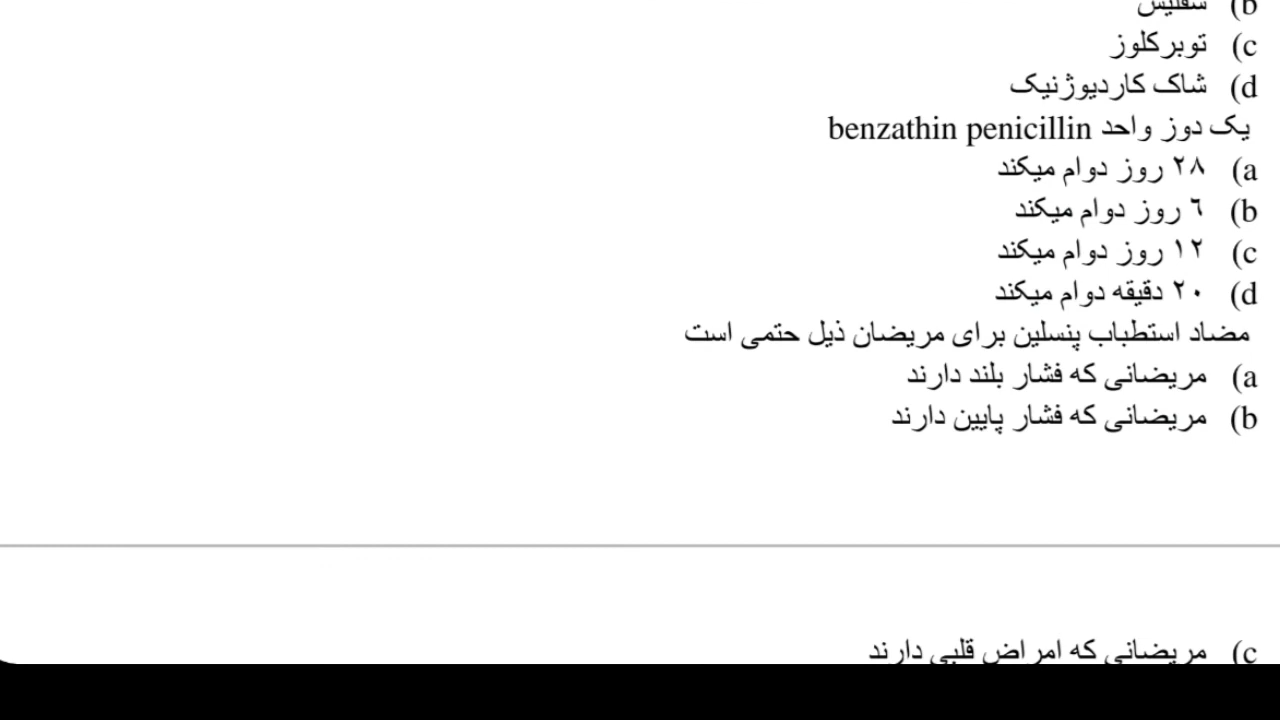 b) سفلیس
c) توبرکلوز
d) شاک کاردیوژنیک
یک دوز واحد benzathin penicillin
a) ۲۸ روز دوام میکند
b) ٦ روز دوام میکند
c) ۱۲ روز دوام میکند
d) ۲۰ دقیقه دوام میکند
مضاد استطباب پنسلین برای مریضان ذیل حتمی است
a) مریضانی که فشار بلند دارند
b) مریضانی که فشار پایین دارند
c) مریضانی که امراض قلبی دارند